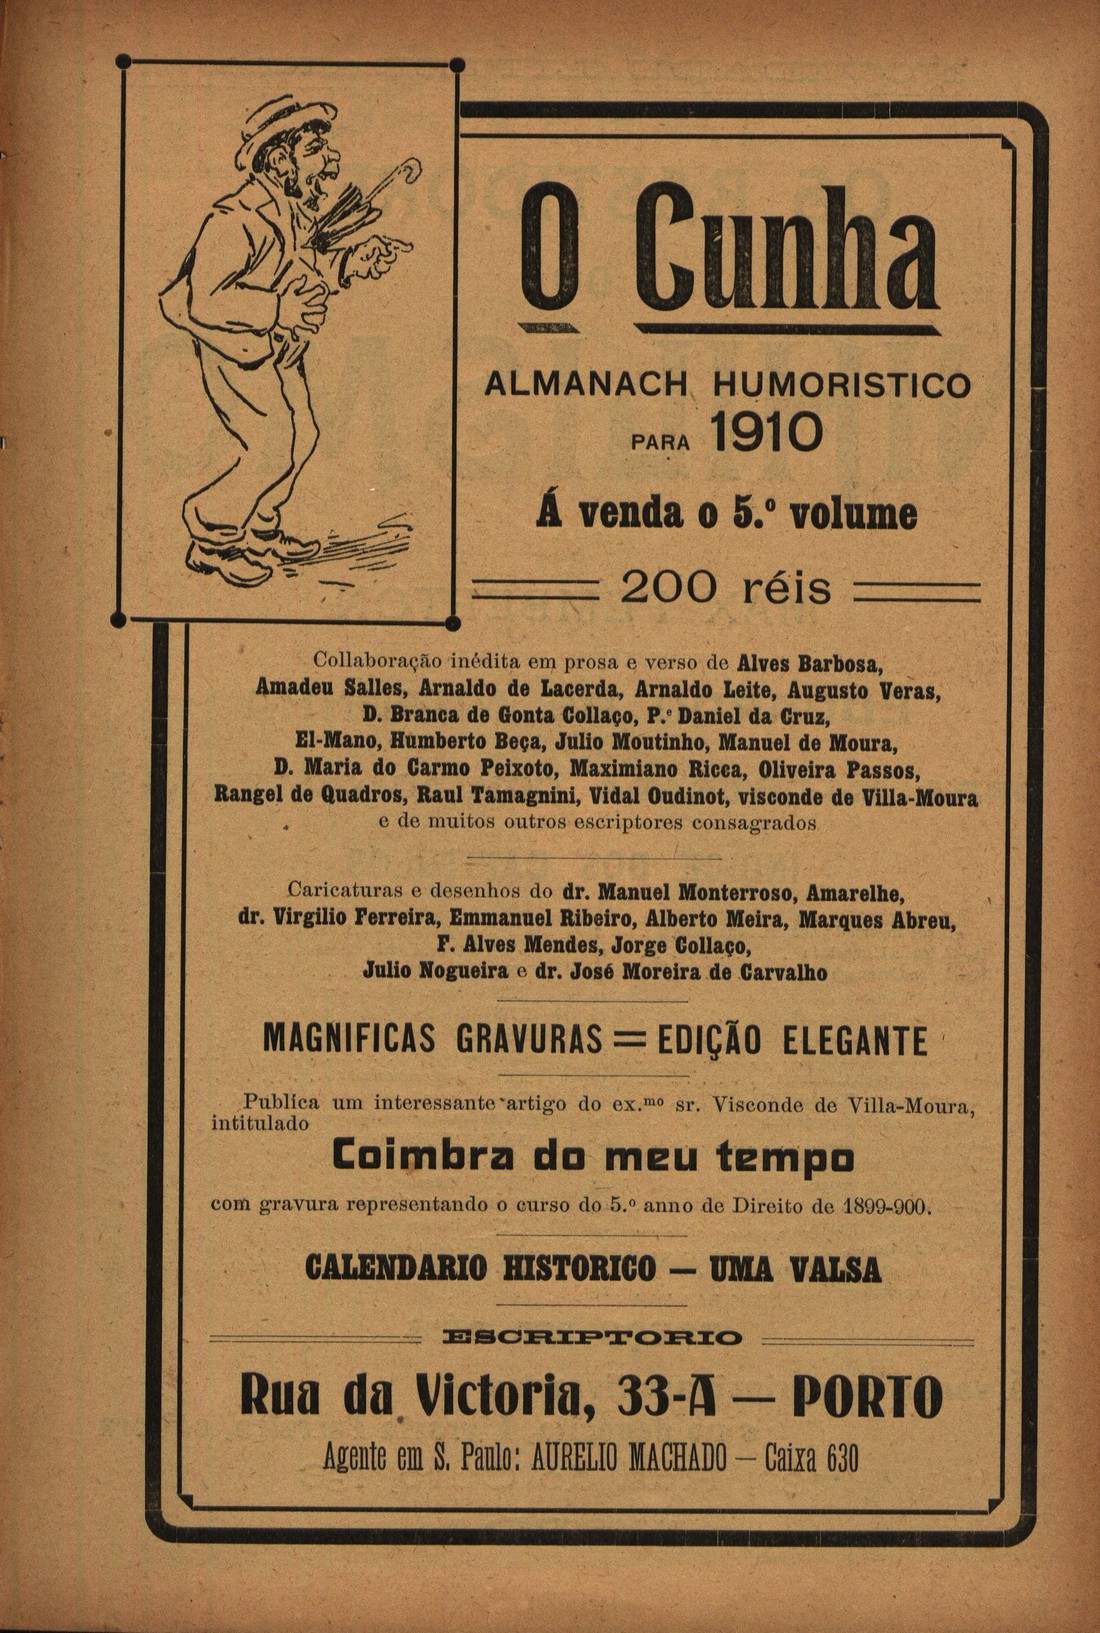 O Cunha
ALMANACH HUMORISTICO
PARA 1910
Á venda o 5.º volume
200 réis
Collaboração inédita em prosa e verso de Alves Barbosa,
Amadeu Salles, Arnaldo de Lacerda, Arnaldo Leite, Augusto Veras,
D. Branca de Gonta Collaço, P.e Daniel da Cruz,
El-Mano, Humberto Beça, Julio Moutinho, Manuel de Moura,
D. Maria do Carmo Peixoto, Maximiano Ricca, Oliveira Passos,
Rangel de Quadros, Raul Tamagnini, Vidal Oudinot, visconde de Villa-Moura
e de muitos outros escriptores consagrados
Caricaturas e desenhos do dr. Manuel Monterroso, Amarelhe,
dr. Virgilio Ferreira, Emmanuel Ribeiro, Alberto Meira, Marques Abreu,
F. Alves Mendes, Jorge Collaço,
Julio Nogueira e dr. José Moreira de Carvalho
MAGNIFICAS GRAVURAS = EDIÇÃO ELEGANTE
Publica um interessante artigo do ex.mo sr. Visconde de Villa-Moura,
intitulado
Coimbra do meu tempo
com gravura representando o curso do 5.º anno de Direito de 1899-900.
CALENDARIO HISTORICO — UMA VALSA
ESCRIPTORIO
Rua da Victoria, 33-A — PORTO
Agente em S. Paulo: AURELIO MACHADO — Caixa 630